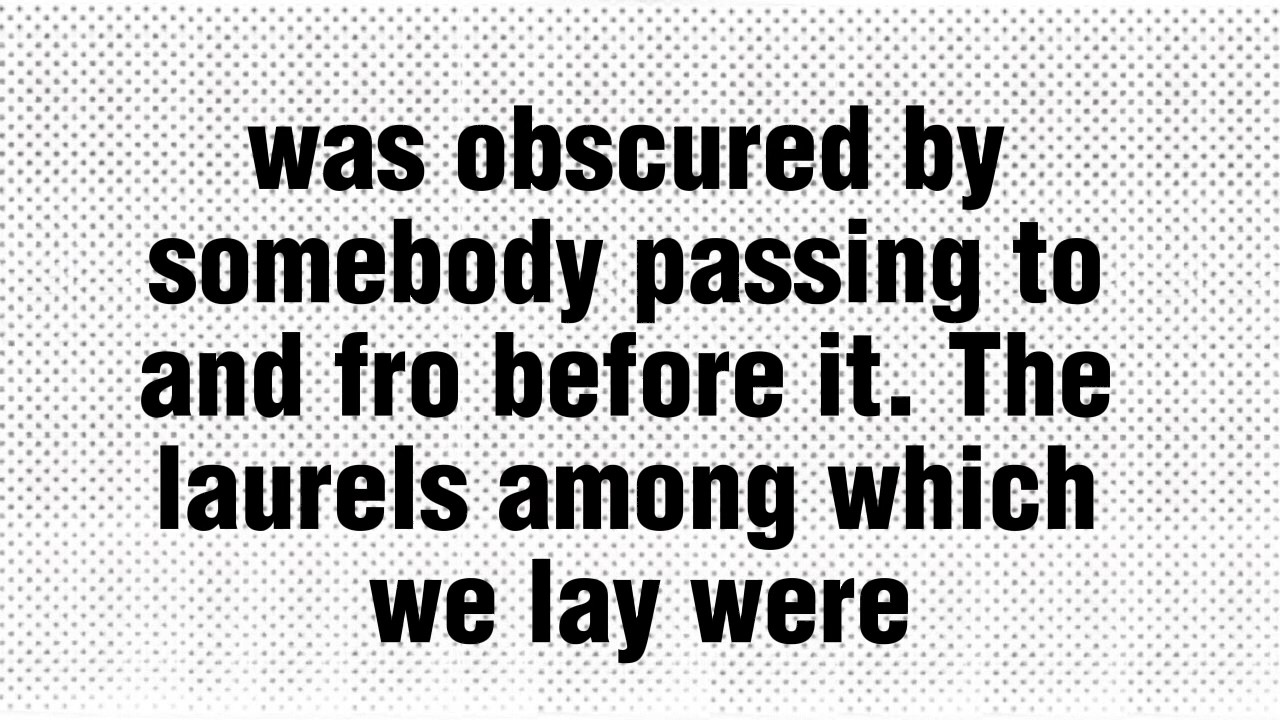 was obscured by
somebody passing to
and fro before it. The
laurels among which
we lay were